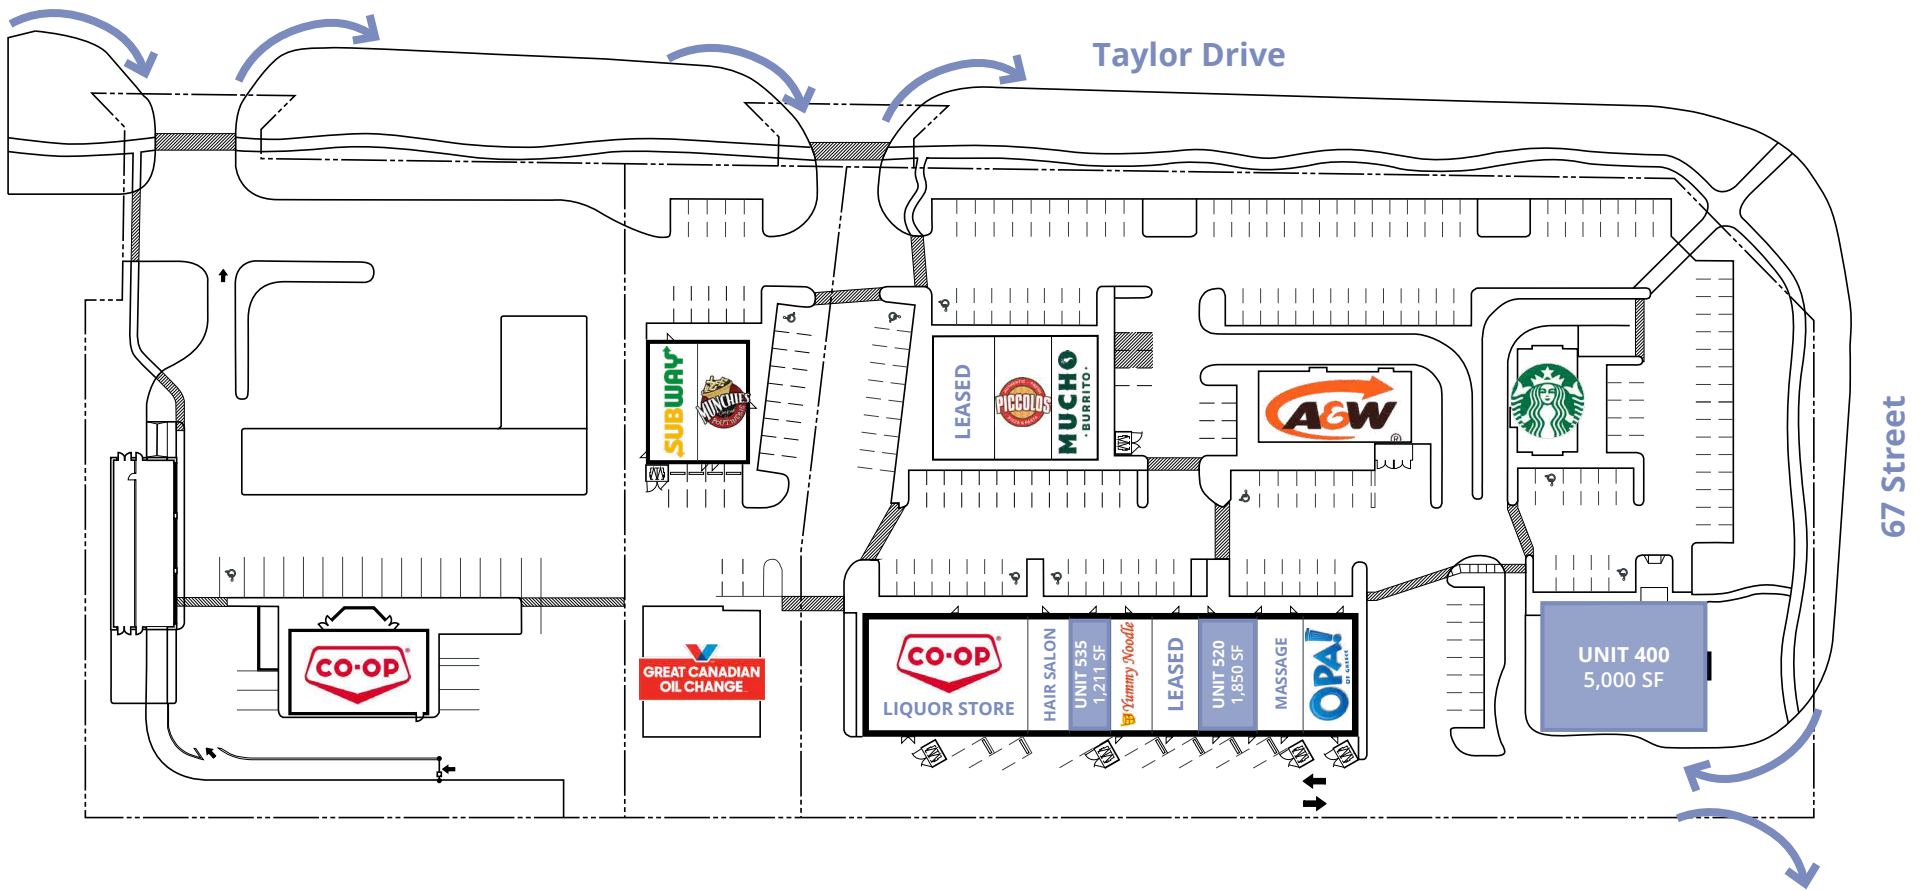 Taylor Drive
67 Street
SUBWAY
MUNCHIES
LEASED
PICCOLOS
MUCHO
BURRITO
A&W
®
CO-OP
GREAT CANADIAN
OIL CHANGE
CO-OP
LIQUOR STORE
HAIR SALON
UNIT 535
1,211 SF
Yummy Noodle
LEASED
UNIT 520
1,850 SF
MASSAGE
OPA!
OF GREECE
UNIT 400
5,000 SF